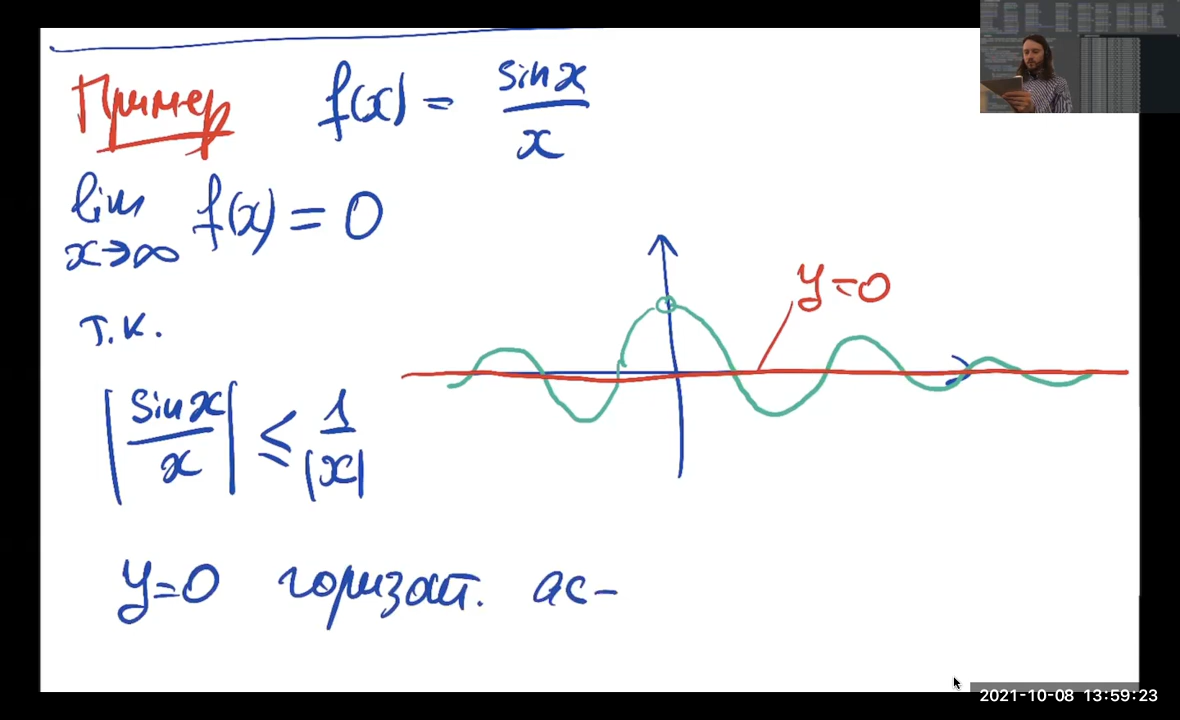 Пример f(x) = sin x / x
lim x→∞ f(x) = 0
y=0
т.к.
|sin x / x| ≤ 1 / |x|
y=0 горизонт. ас-
2021-10-08 13:59:23